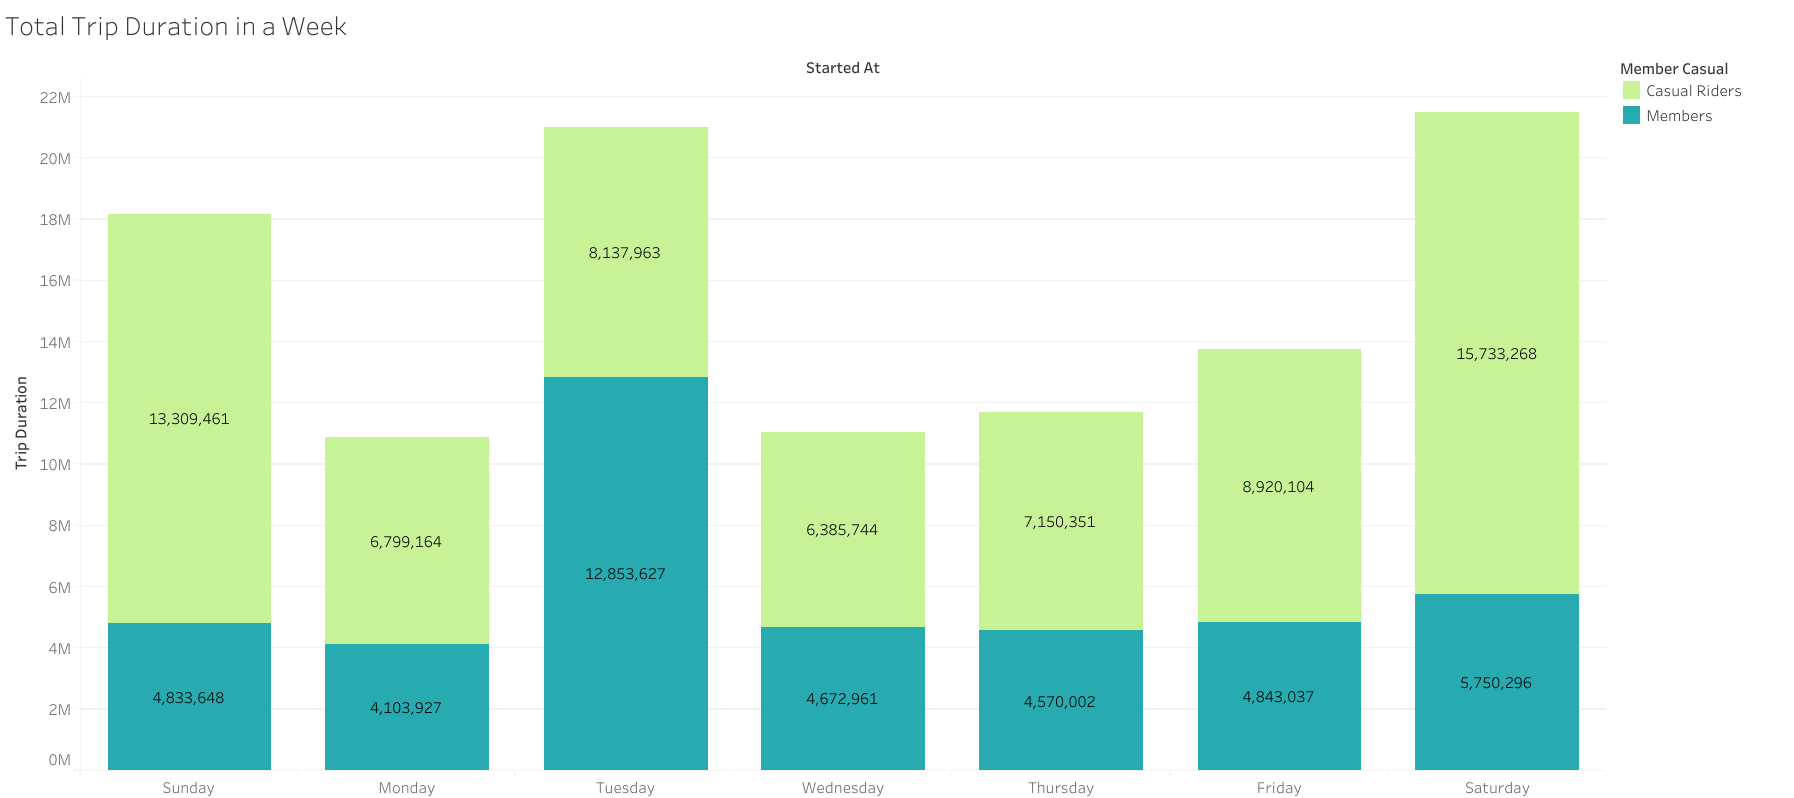 Total Trip Duration in a Week
Started At
Member Casual
Casual Riders
Members
Trip Duration
22M
20M
18M
16M
14M
12M
10M
8M
6M
4M
2M
0M
13,309,461
4,833,648
6,799,164
4,103,927
8,137,963
12,853,627
6,385,744
4,672,961
7,150,351
4,570,002
8,920,104
4,843,037
15,733,268
5,750,296
Sunday
Monday
Tuesday
Wednesday
Thursday
Friday
Saturday